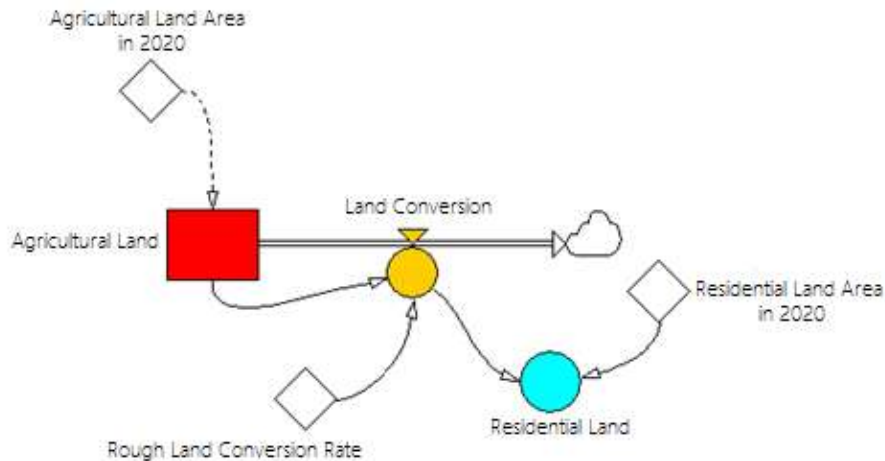 Agricultural Land Area
in 2020
Land Conversion
Agricultural Land
Residential Land Area
in 2020
Residential Land
Rough Land Conversion Rate